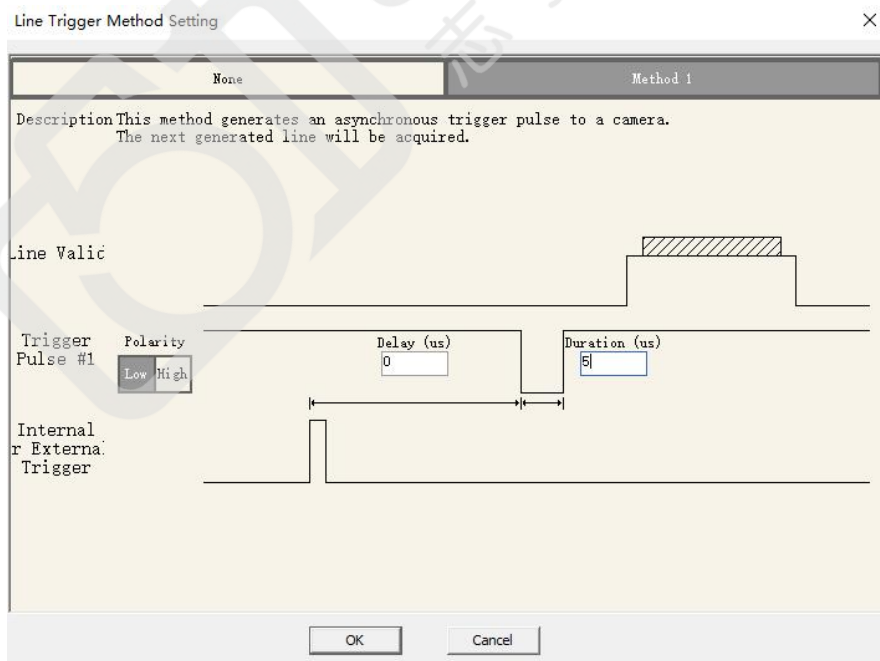 Line Trigger Method Setting
None
Method 1
Description This method generates an asynchronous trigger pulse to a camera.
The next generated line will be acquired.
Line Valid
Trigger
Pulse #1
Polarity
Low High
Delay (us)
0
Duration (us)
5
Internal
r External
Trigger
OK
Cancel
志